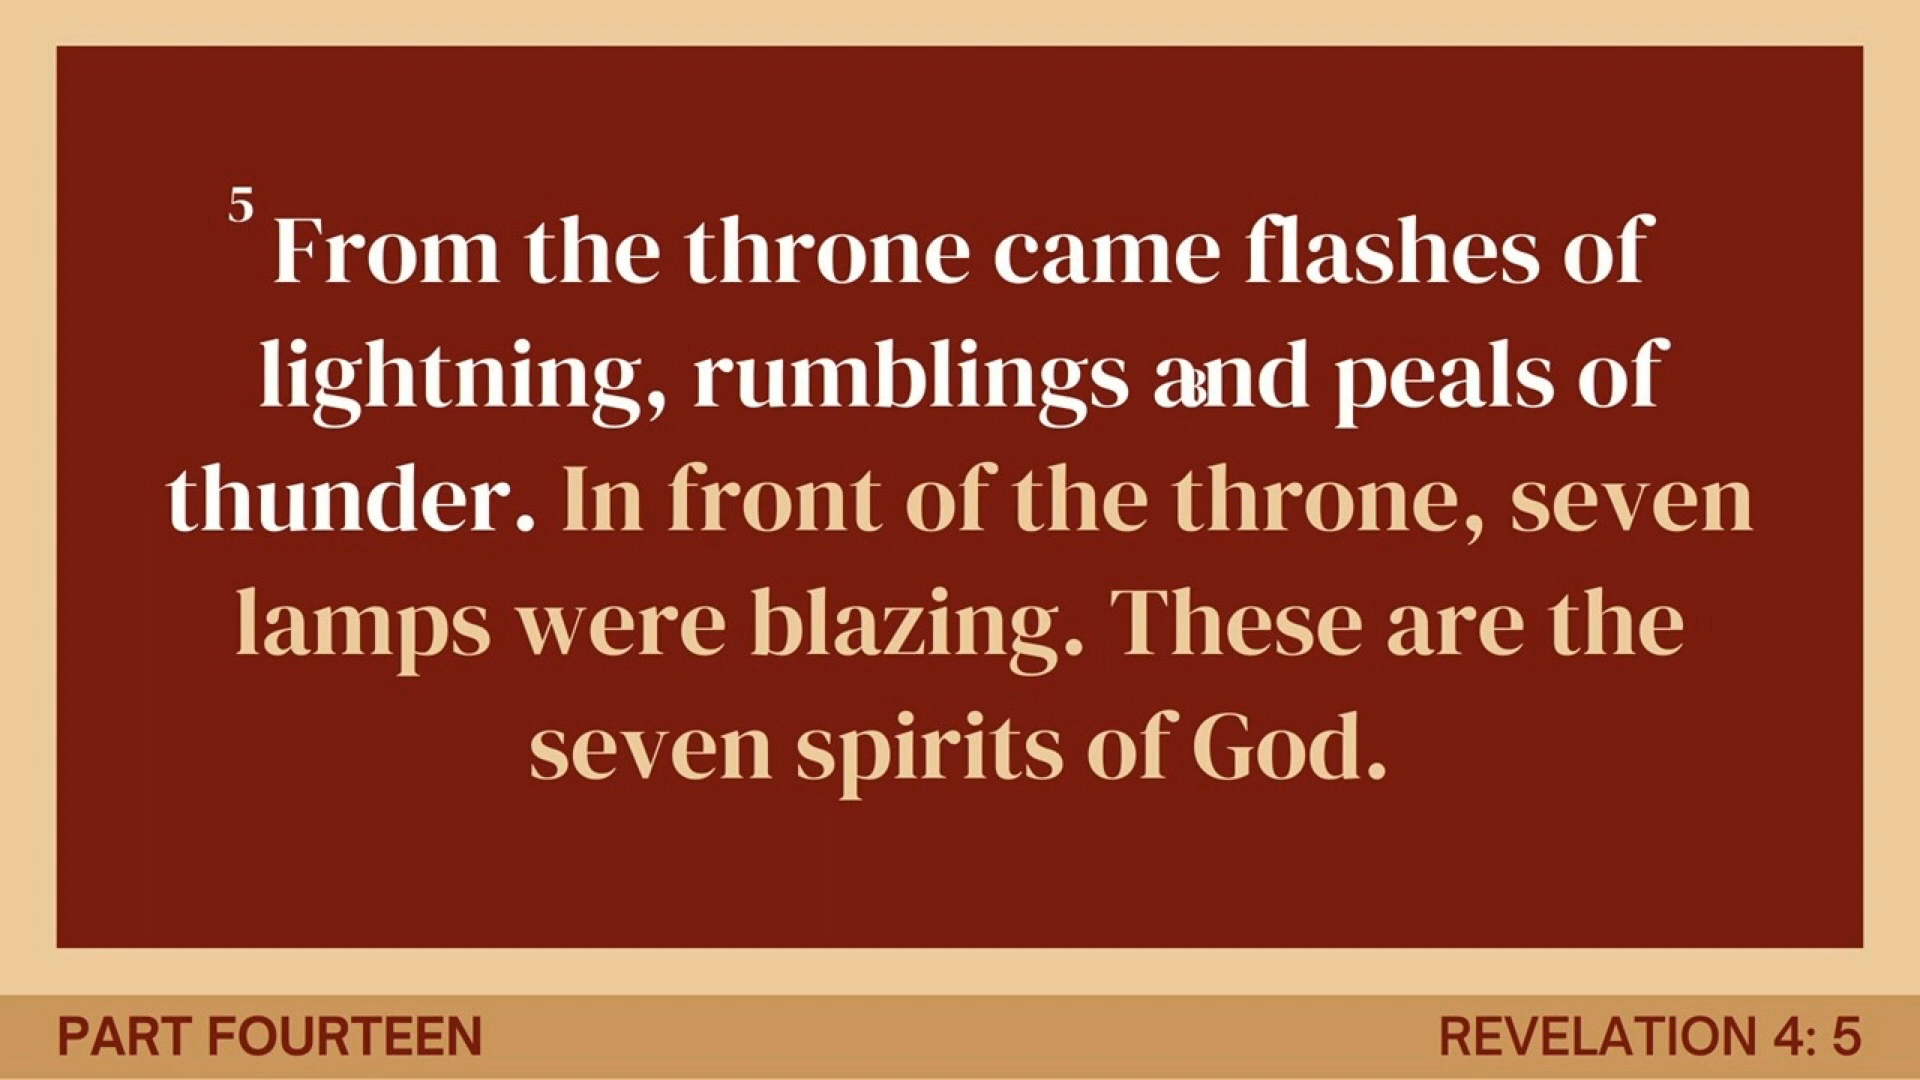 5 From the throne came flashes of
lightning, rumblings and peals of
3
thunder. In front of the throne, seven
lamps were blazing. These are the
seven spirits of God.
PART FOURTEEN
REVELATION 4: 5